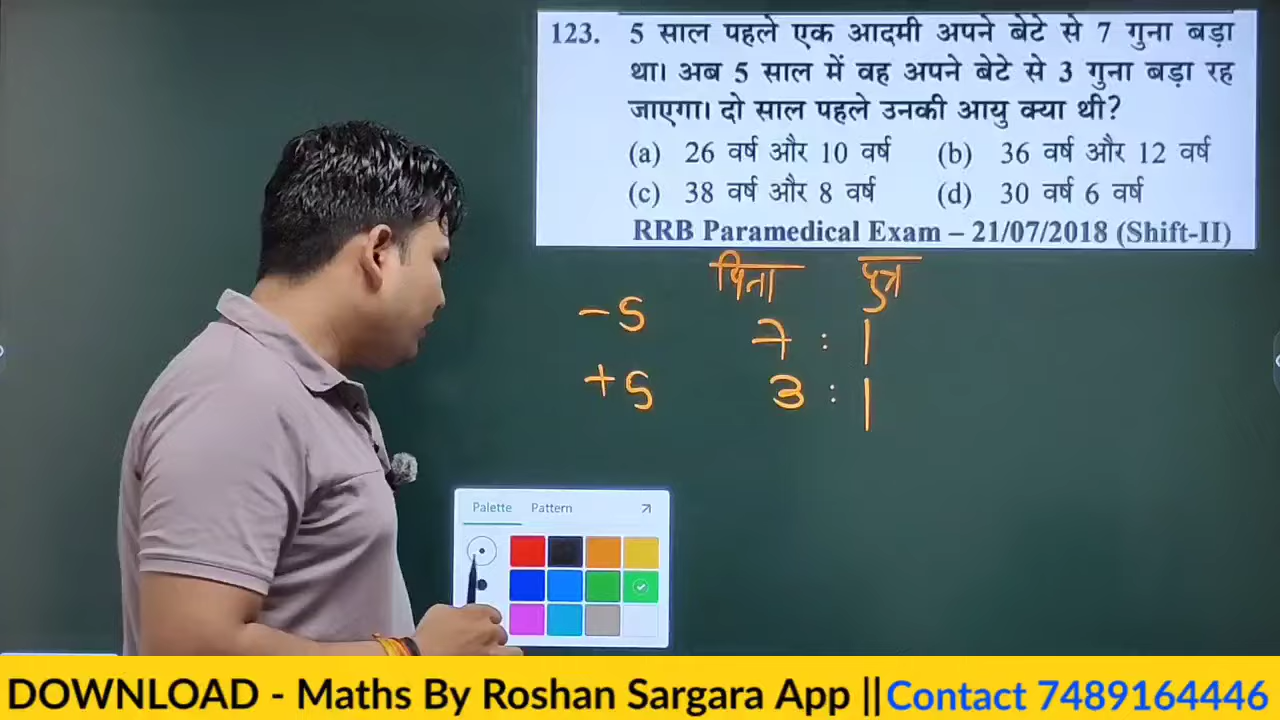 123. 5 साल पहले एक आदमी अपने बेटे से 7 गुना बड़ा
था। अब 5 साल में वह अपने बेटे से 3 गुना बड़ा रह
जाएगा। दो साल पहले उनकी आयु क्या थी?
(a) 26 वर्ष और 10 वर्ष (b) 36 वर्ष और 12 वर्ष
(c) 38 वर्ष और 8 वर्ष (d) 30 वर्ष 6 वर्ष
RRB Paramedical Exam – 21/07/2018 (Shift-II)
पिता पुत्र
-5 7 : 1
+5 3 : 1
Palette Pattern
DOWNLOAD - Maths By Roshan Sargara App || Contact 7489164446